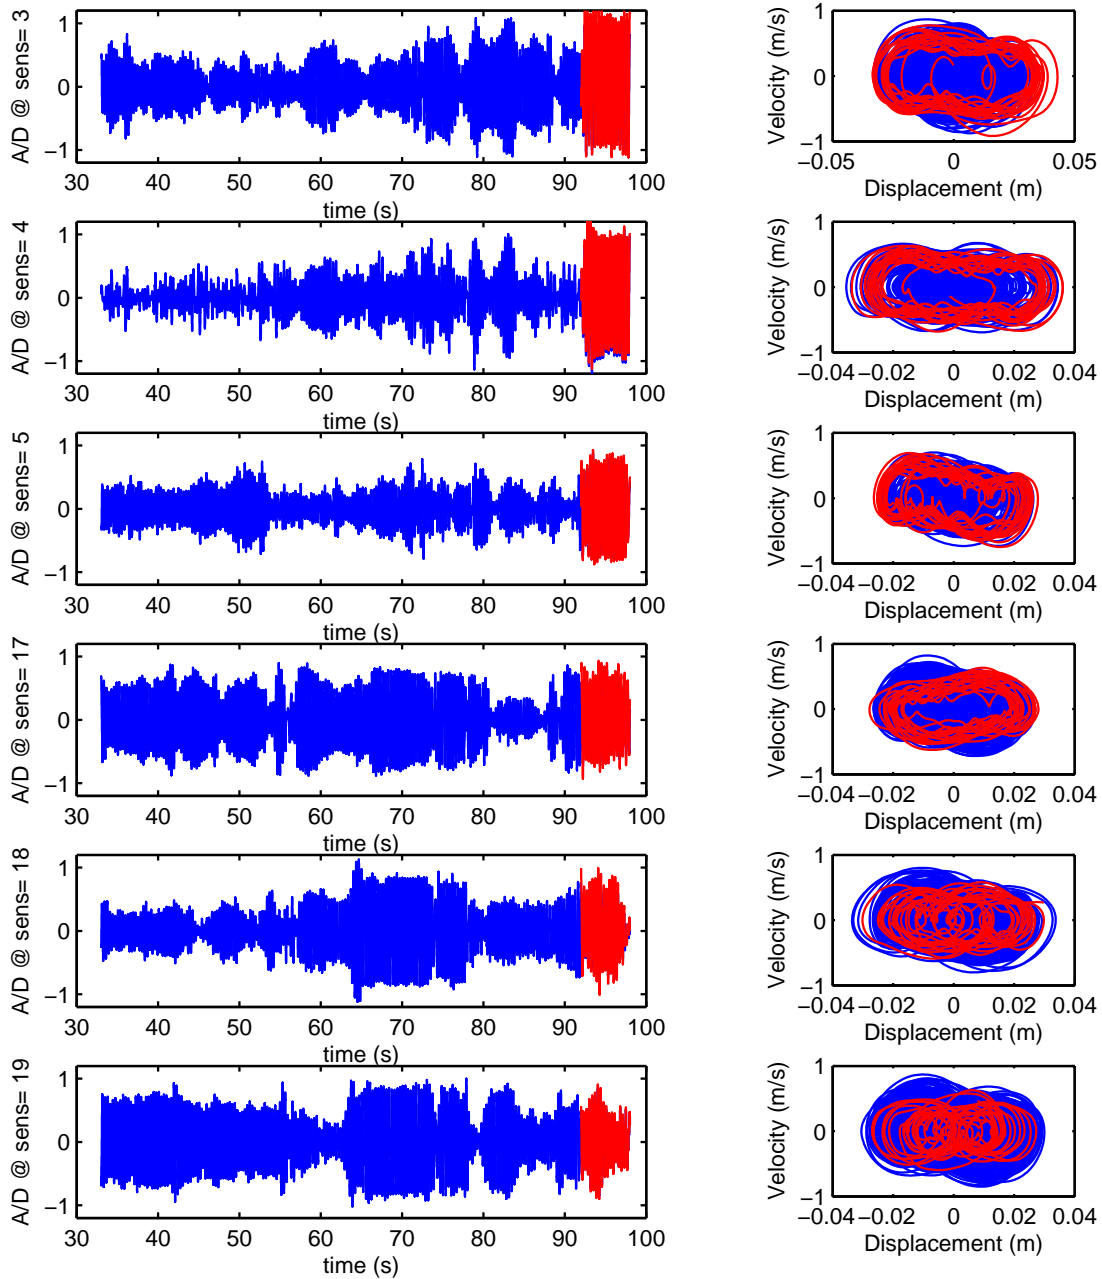 A/D @ sens= 3
1
0
−1
30 40 50 60 70 80 90 100
time (s)
Velocity (m/s)
1
0
−1
−0.05 0 0.05
Displacement (m)
A/D @ sens= 4
1
0
−1
30 40 50 60 70 80 90 100
time (s)
Velocity (m/s)
1
0
−1
−0.04 −0.02 0 0.02 0.04
Displacement (m)
A/D @ sens= 5
1
0
−1
30 40 50 60 70 80 90 100
time (s)
Velocity (m/s)
1
0
−1
−0.04 −0.02 0 0.02 0.04
Displacement (m)
A/D @ sens= 17
1
0
−1
30 40 50 60 70 80 90 100
time (s)
Velocity (m/s)
1
0
−1
−0.04 −0.02 0 0.02 0.04
Displacement (m)
A/D @ sens= 18
1
0
−1
30 40 50 60 70 80 90 100
time (s)
Velocity (m/s)
1
0
−1
−0.04 −0.02 0 0.02 0.04
Displacement (m)
A/D @ sens= 19
1
0
−1
30 40 50 60 70 80 90 100
time (s)
Velocity (m/s)
1
0
−1
−0.04 −0.02 0 0.02 0.04
Displacement (m)